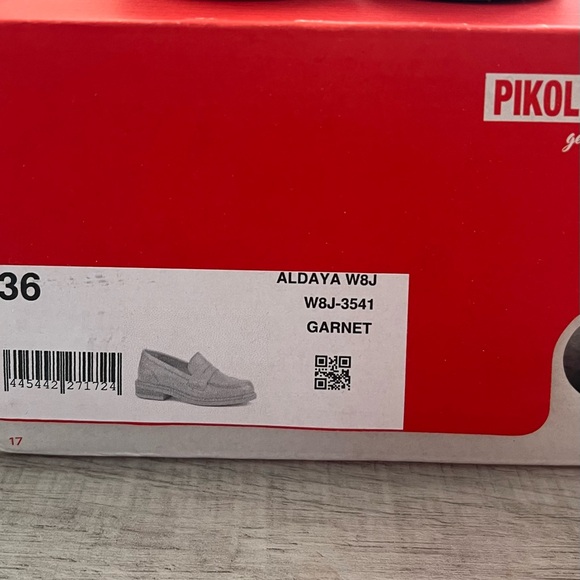 PIKOL
36
ALDAYA W8J
W8J-3541
GARNET
445442 271724
17